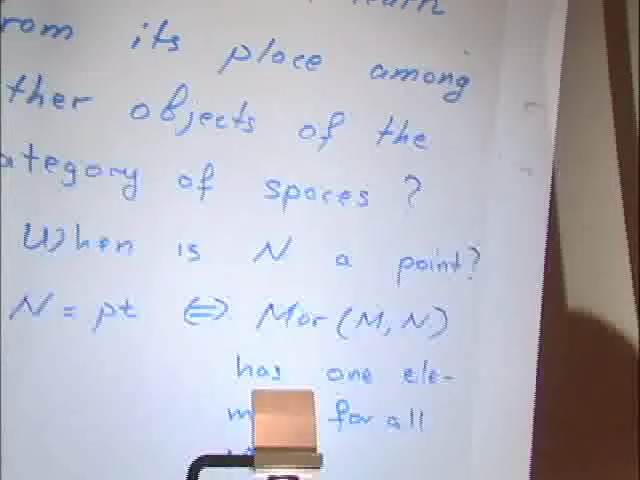 learn
rom its place among
ther objects of the
ategory of spaces?
When is N a point?
N = pt ⇔ Mor (M, N)
has one ele-
m for all